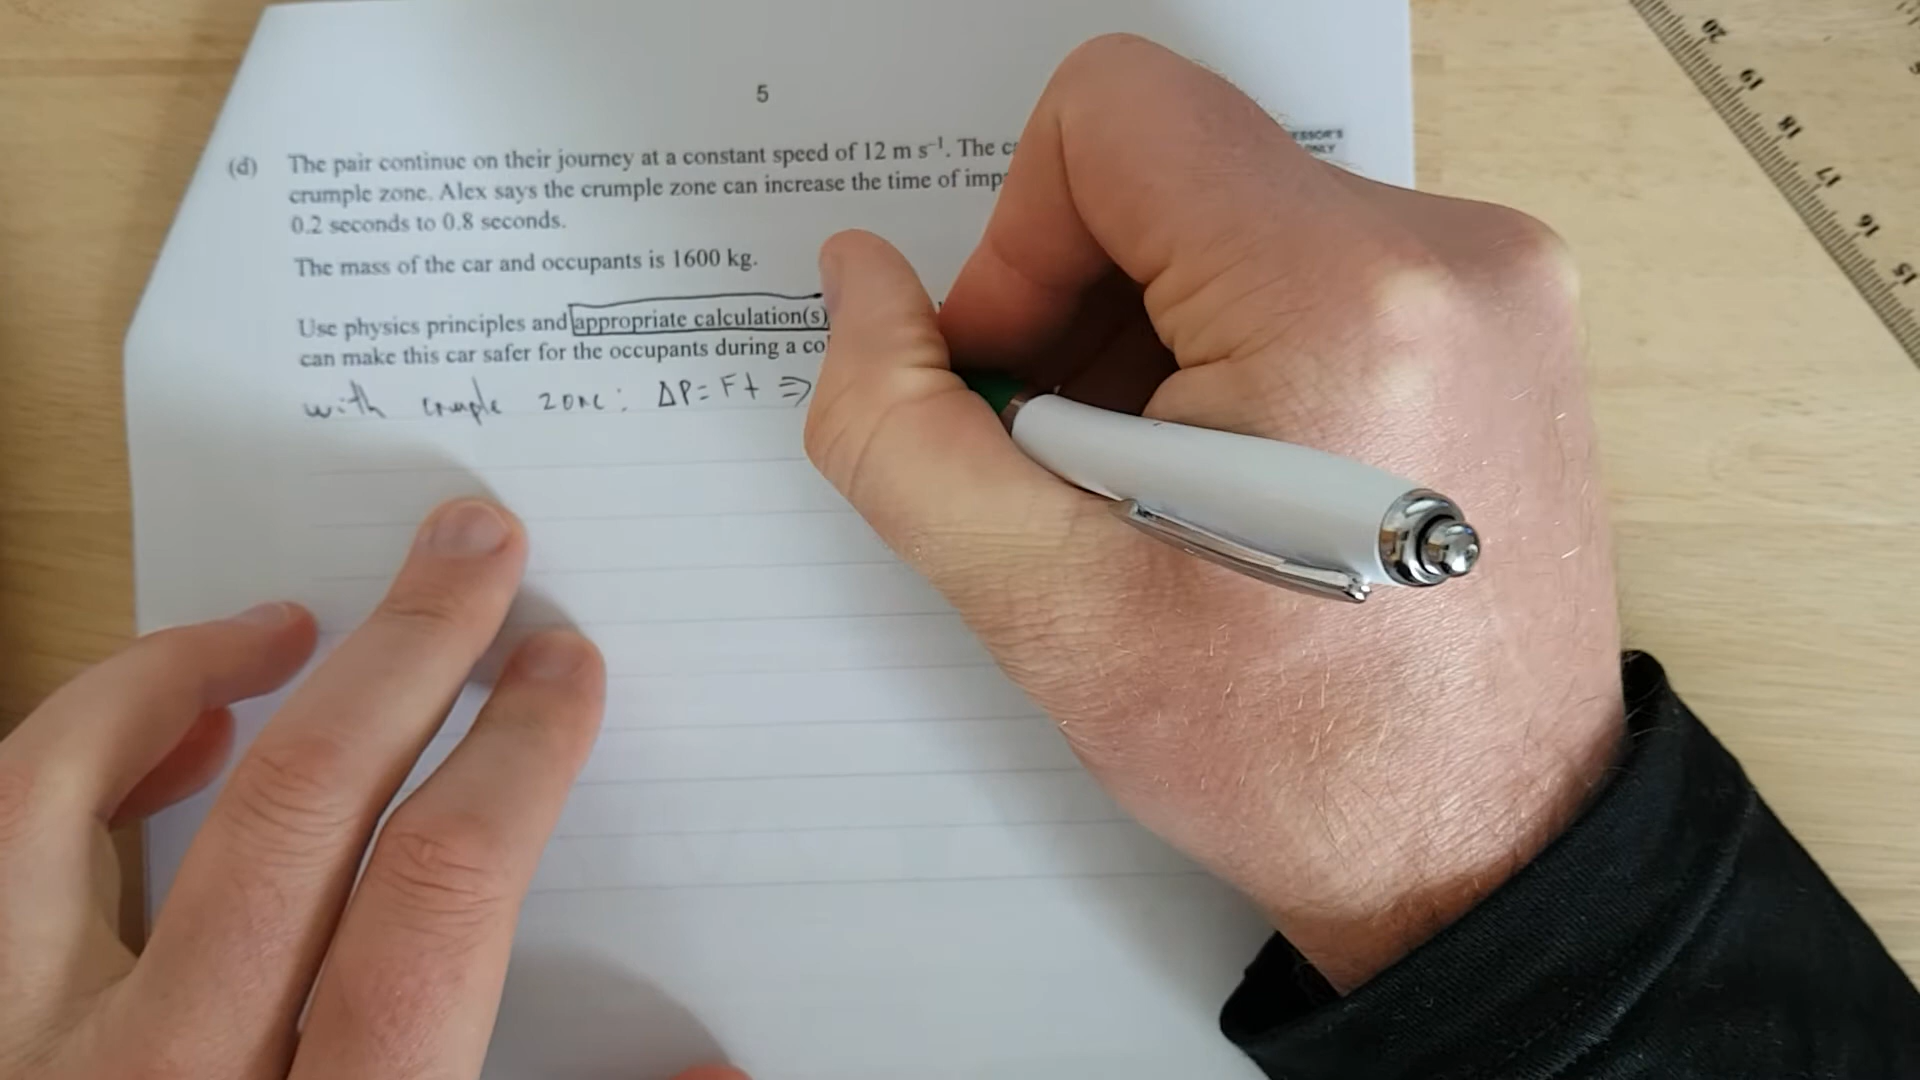 5
ESSOR'S
ONLY
(d) The pair continue on their journey at a constant speed of 12 m s⁻¹. The
crumple zone. Alex says the crumple zone can increase the time of
0.2 seconds to 0.8 seconds.
The mass of the car and occupants is 1600 kg.
Use physics principles and appropriate calculation(s)
can make this car safer for the occupants during a
with crumple zone: ΔP = Ft ⇒
20
19
18
17
16
15